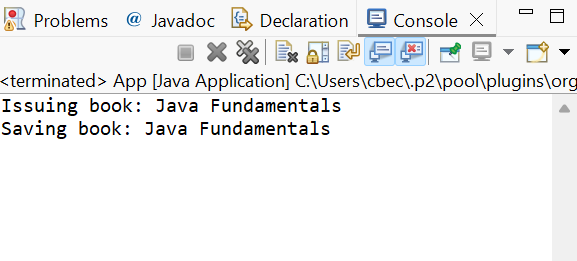 Problems @ Javadoc Declaration Console
<terminated> App [Java Application] C:\Users\cbec\.p2\pool\plugins\org
Issuing book: Java Fundamentals
Saving book: Java Fundamentals